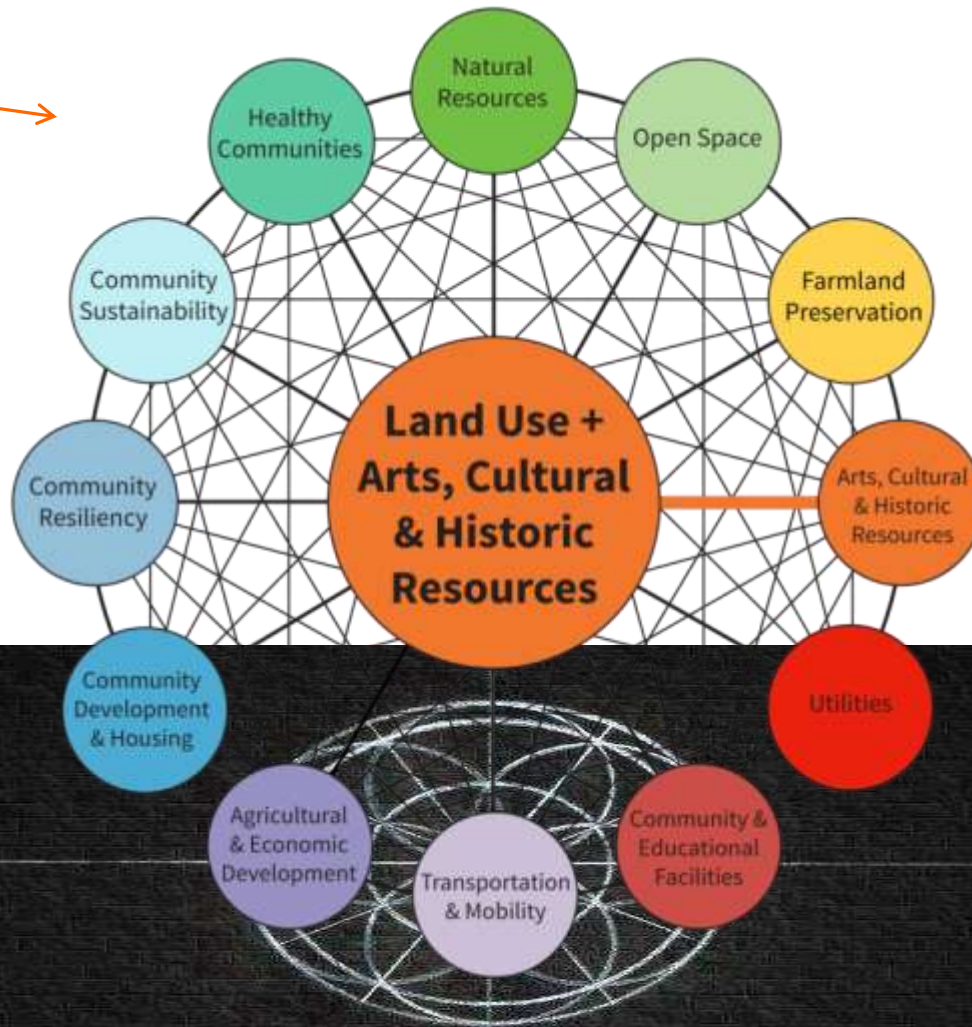 Natural
Resources
Healthy
Communities
Open Space
Community
Sustainability
Farmland
Preservation
Land Use +
Arts, Cultural
& Historic
Resources
Community
Resiliency
Arts, Cultural
& Historic
Resources
Community
Development
& Housing
Utilities
Agricultural
& Economic
Development
Transportation
& Mobility
Community &
Educational
Facilities